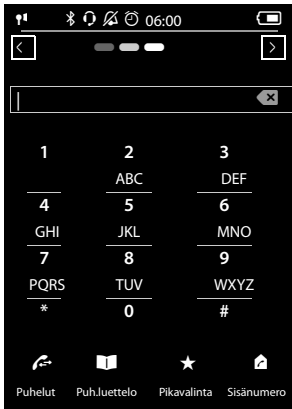 06:00
1 2 3
ABC DEF
4 5 6
GHI JKL MNO
7 8 9
PQRS TUV WXYZ
* 0 #
Puhelut Puh.luettelo Pikavalinta Sisänumero